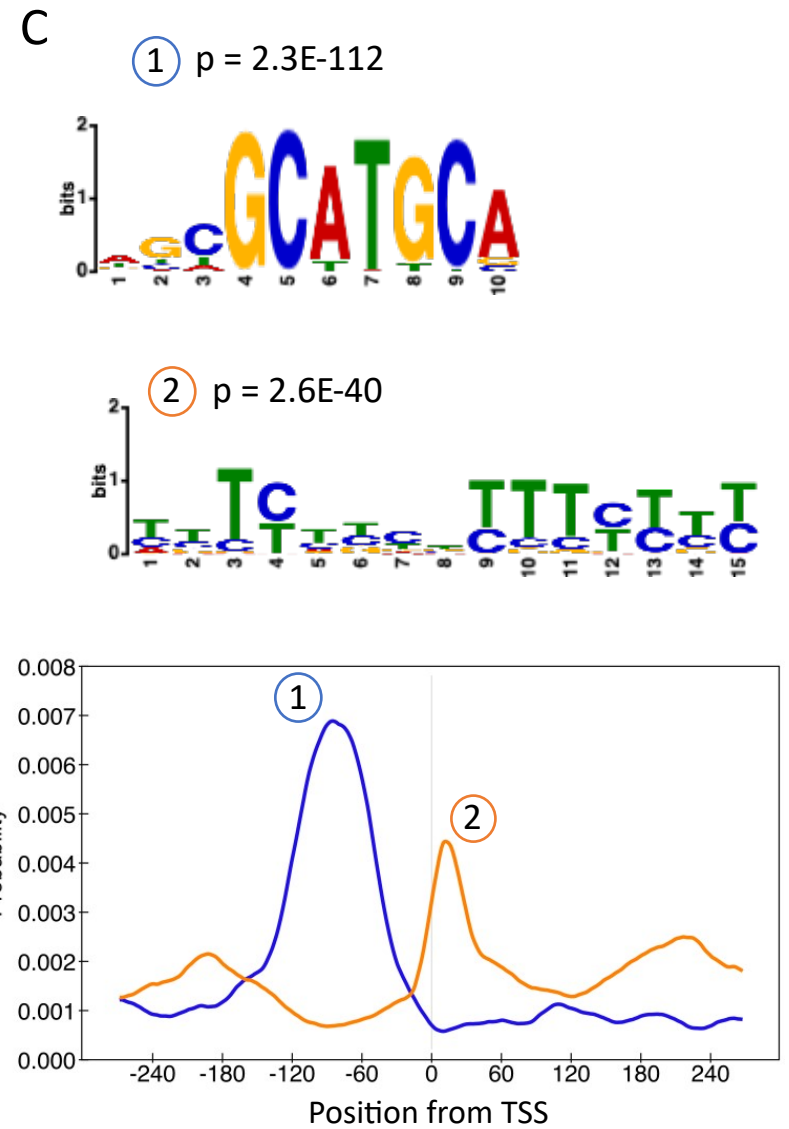 C
1 p = 2.3E-112
2
bits
1
0
A G C G C A T G C A
1 2 3 4 5 6 7 8 9 10
2 p = 2.6E-40
2
bits
1
0
1 2 3 4 5 6 7 8 9 10 11 12 13 14 15
0.008
0.007
0.006
0.005
0.004
0.003
0.002
0.001
0.000
1
2
-240 -180 -120 -60 0 60 120 180 240
Position from TSS